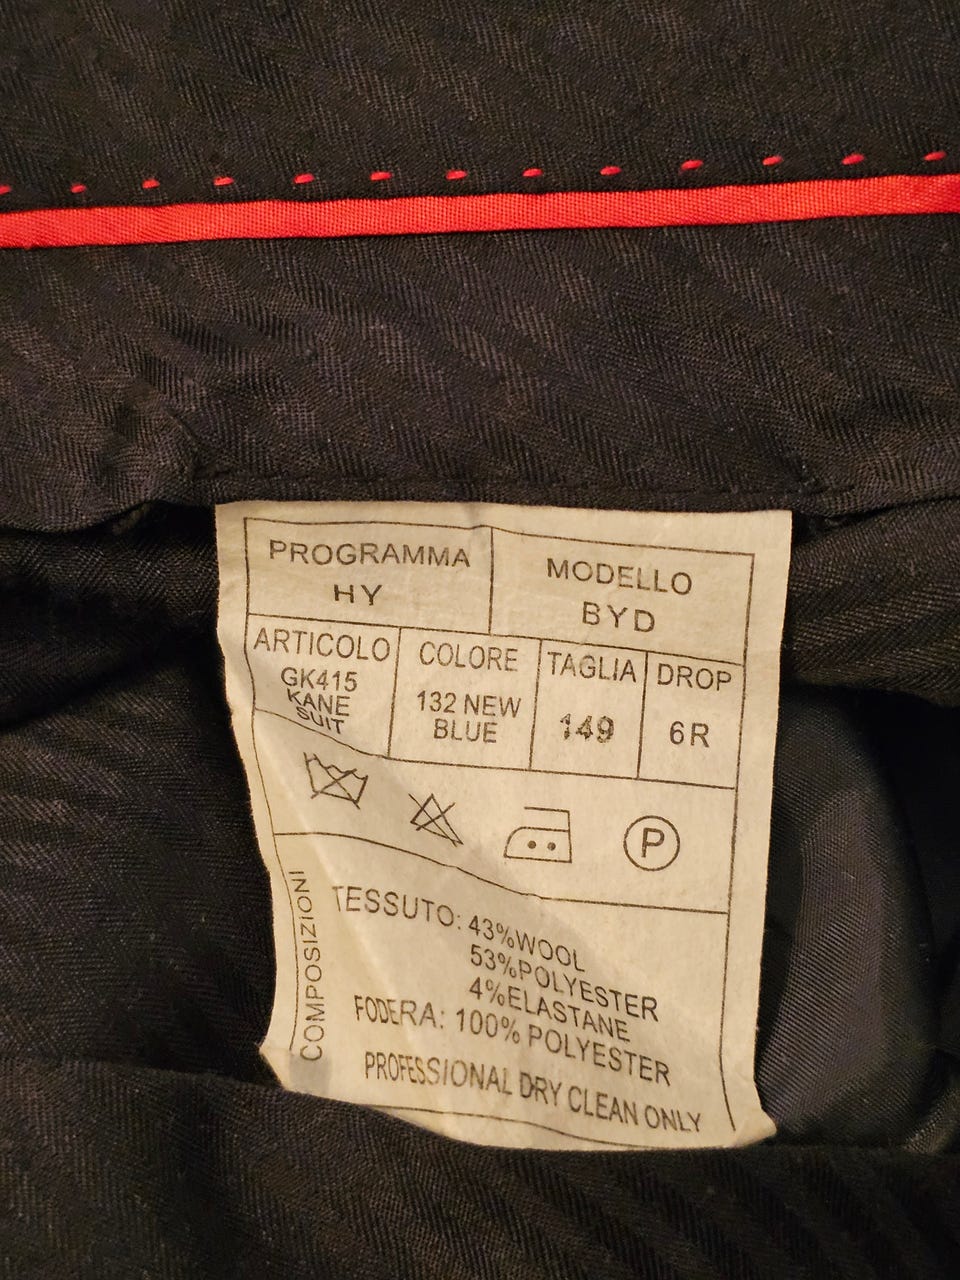 PROGRAMMA
HY
MODELLO
BYD
ARTICOLO
GK415
KANE
SUIT
COLORE
132 NEW
BLUE
TAGLIA
149
DROP
6R
P
COMPOSIZIONI
TESSUTO: 43%WOOL
53%POLYESTER
4%ELASTANE
FODERA: 100% POLYESTER
PROFESSIONAL DRY CLEAN ONLY